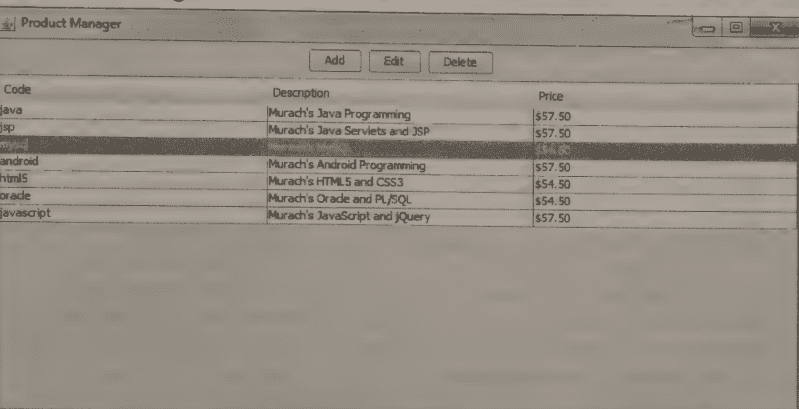 Product Manager
Add Edit Delete
Code Description Price
java Murach's Java Programming $57.50
jsp Murach's Java Servlets and JSP $57.50
android Murach's Android Programming $57.50
html5 Murach's HTML5 and CSS3 $54.50
oracle Murach's Oracle and PL/SQL $54.50
javascript Murach's JavaScript and jQuery $57.50